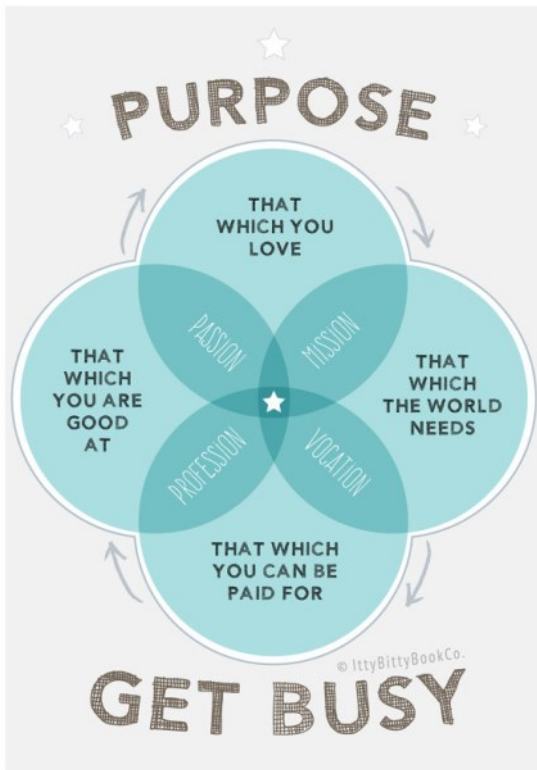 PURPOSE
THAT
WHICH YOU
LOVE
PASSION
MISSION
THAT
WHICH
YOU ARE
GOOD
AT
THAT
WHICH
THE WORLD
NEEDS
PROFESSION
VOCATION
THAT WHICH
YOU CAN BE
PAID FOR
© IttyBittyBookCo.
GET BUSY